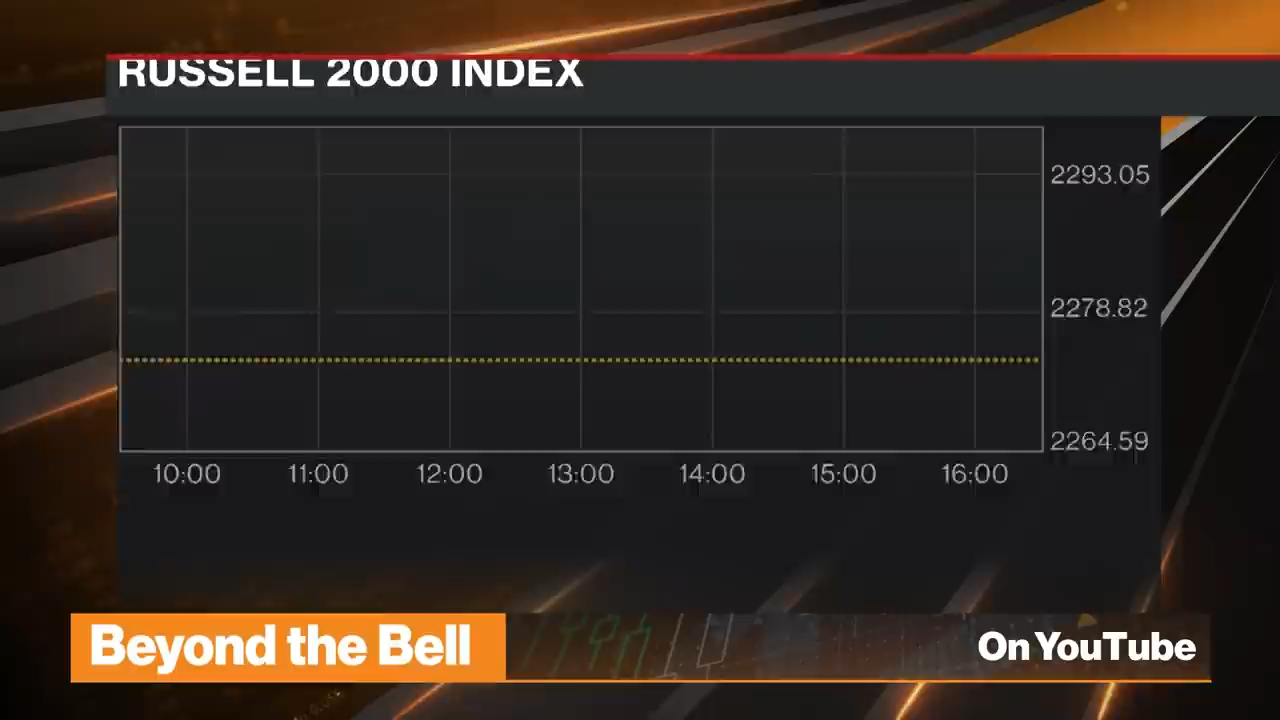 RUSSELL 2000 INDEX
2293.05
2278.82
2264.59
10:00 11:00 12:00 13:00 14:00 15:00 16:00
Beyond the Bell
On YouTube